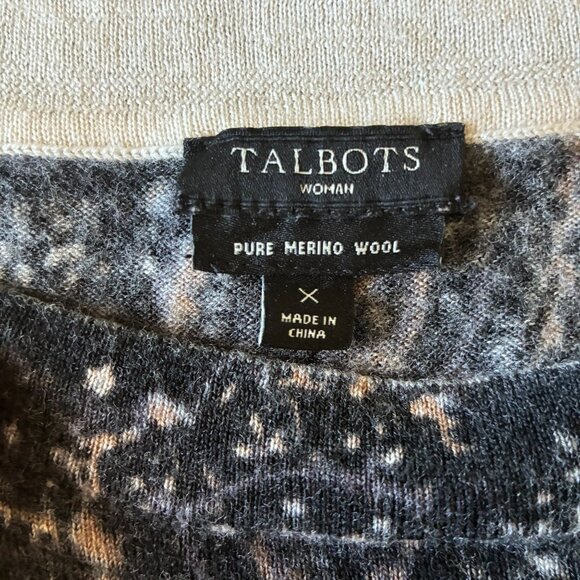 TALBOTS
WOMAN
PURE MERINO WOOL
X
MADE IN
CHINA